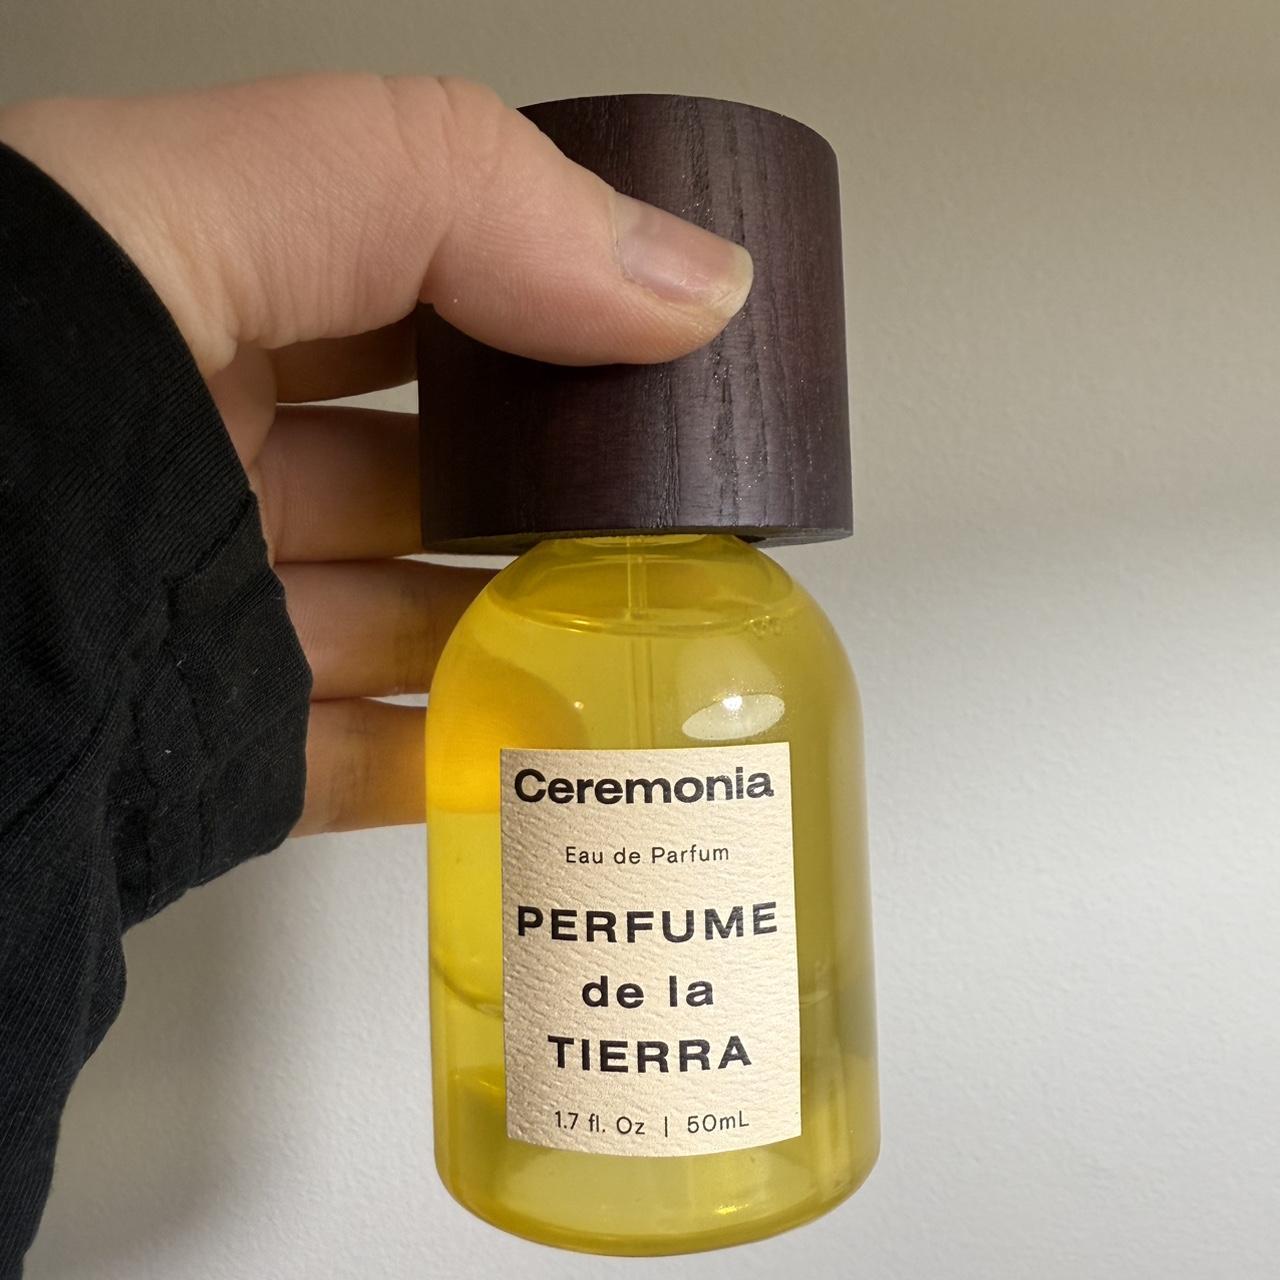 Ceremonia
Eau de Parfum
PERFUME
de la
TIERRA
1.7 fl. Oz | 50mL